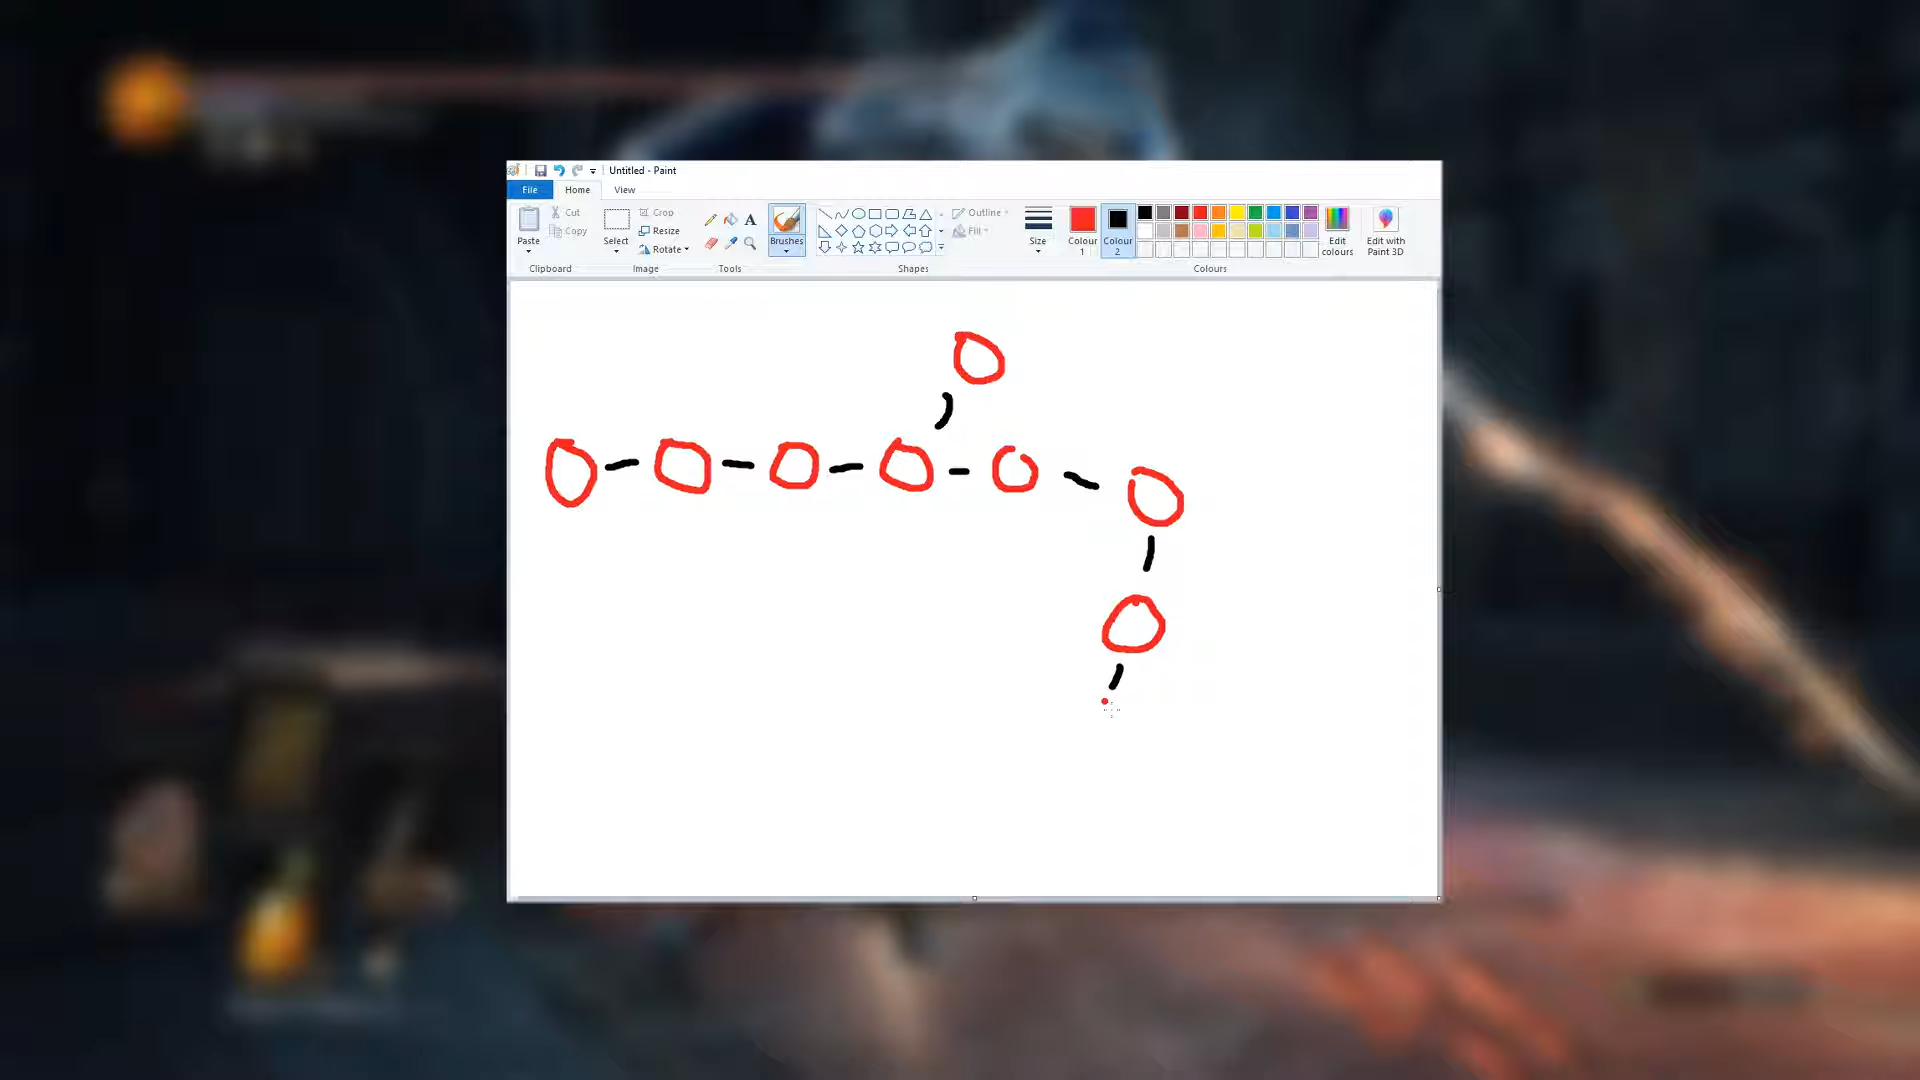 Untitled - Paint
File Home View
Paste Cut Copy Clipboard
Select Crop Resize Rotate Image
A Tools
Brushes
Outline Fill Shapes
Size
Colour 1 Colour 2 Edit colours Colours
Edit with Paint 3D